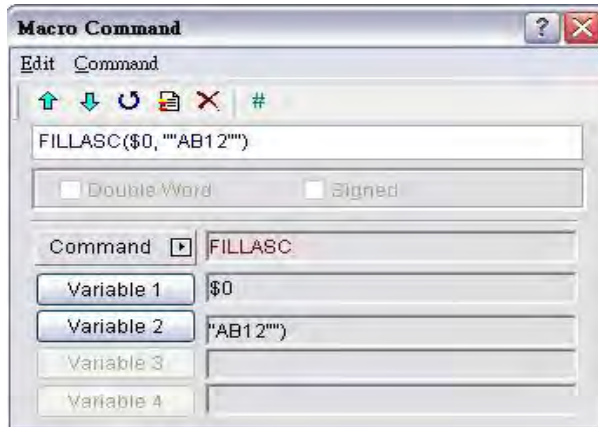 Macro Command
Edit Command
#
FILLASC($0, ""AB12"")
Double Word Signed
Command FILLASC
Variable 1 $0
Variable 2 "AB12"")
Variable 3
Variable 4